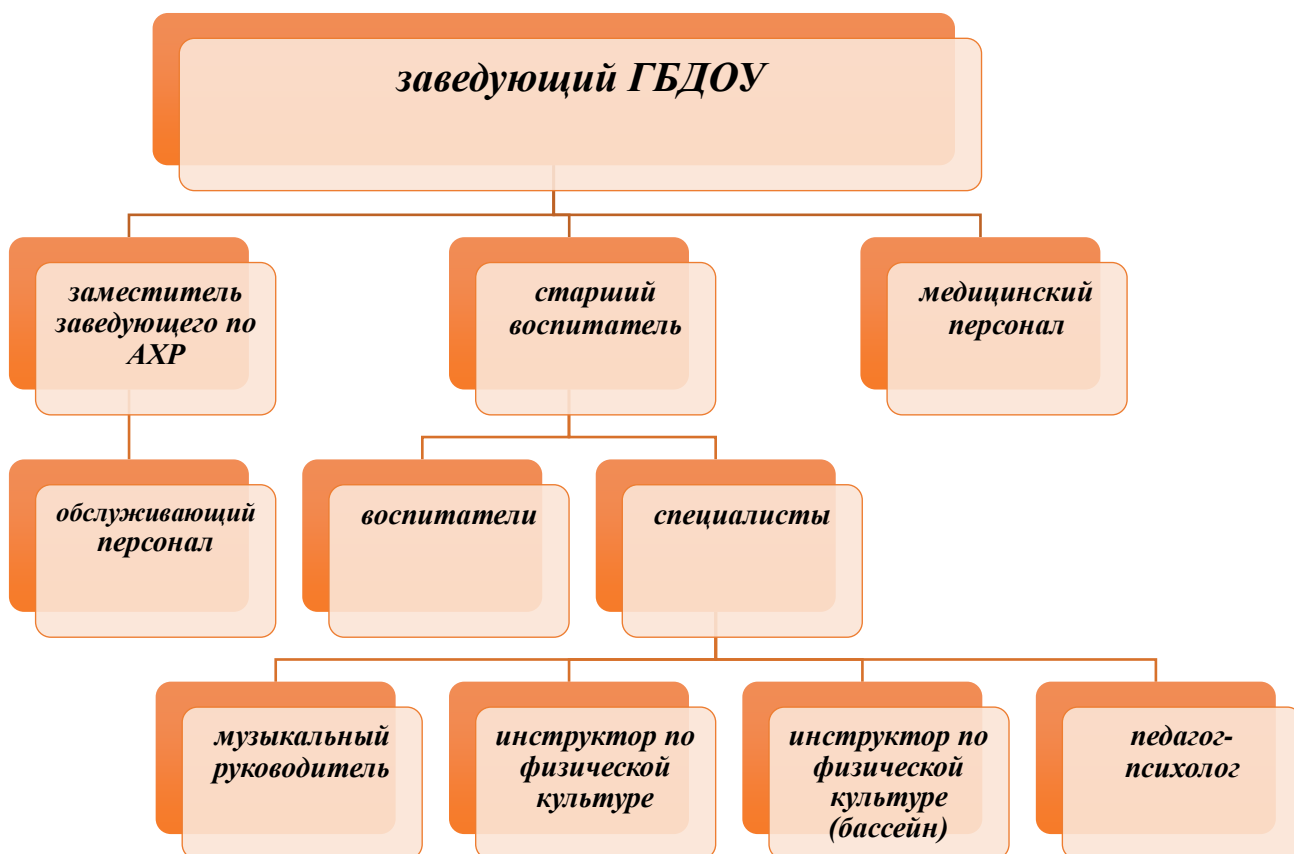 заведующий ГБДОУ
заместитель
заведующего по
АХР
старший
воспитатель
медицинский
персонал
обслуживающий
персонал
воспитатели
специалисты
музыкальный
руководитель
инструктор по
физической
культуре
инструктор по
физической
культуре
(бассейн)
педагог-
психолог